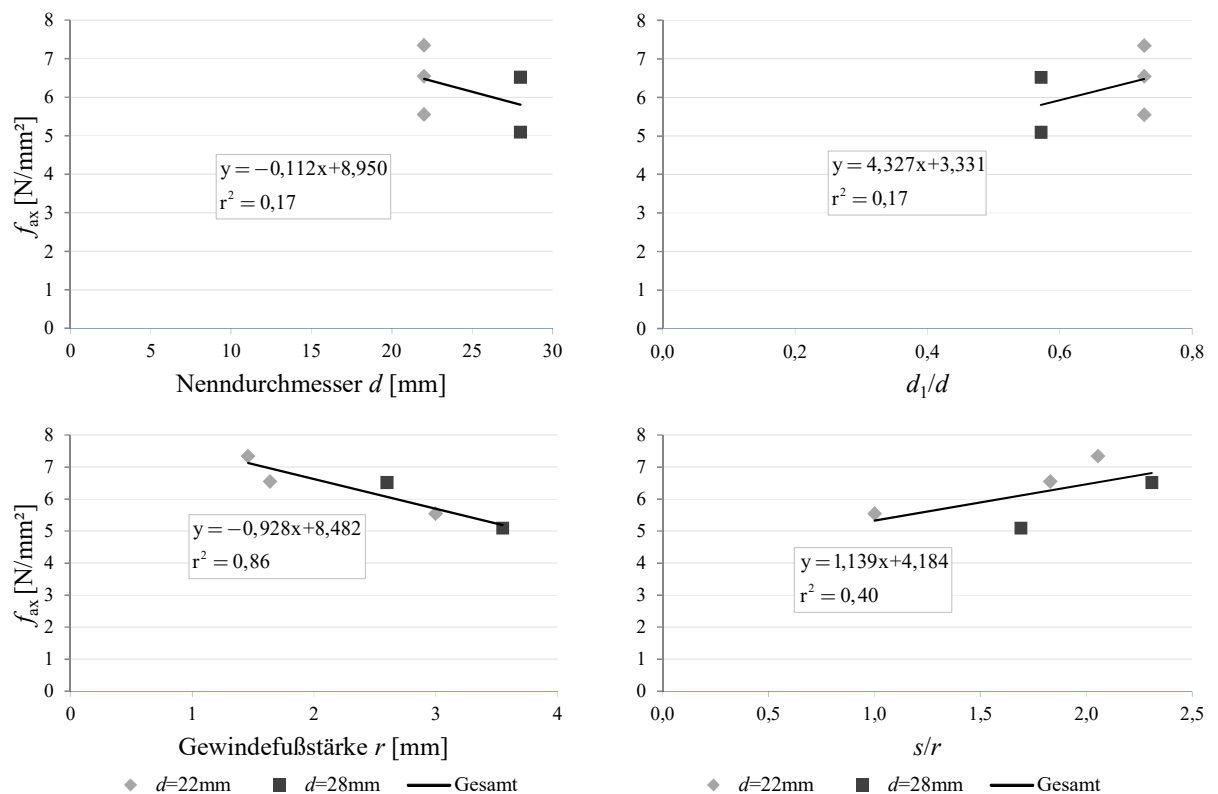 8
7
6
5
4
3
2
1
0
f_ax [N/mm²]
y = −0,112x+8,950
r² = 0,17
0 5 10 15 20 25 30
Nenndurchmesser d [mm]
8
7
6
5
4
3
2
1
0
y = 4,327x+3,331
r² = 0,17
0,0 0,2 0,4 0,6 0,8
d₁/d
8
7
6
5
4
3
2
1
0
f_ax [N/mm²]
y = −0,928x+8,482
r² = 0,86
0 1 2 3 4
Gewindefußstärke r [mm]
d=22mm d=28mm Gesamt
8
7
6
5
4
3
2
1
0
y = 1,139x+4,184
r² = 0,40
0,0 0,5 1,0 1,5 2,0 2,5
s/r
d=22mm d=28mm Gesamt